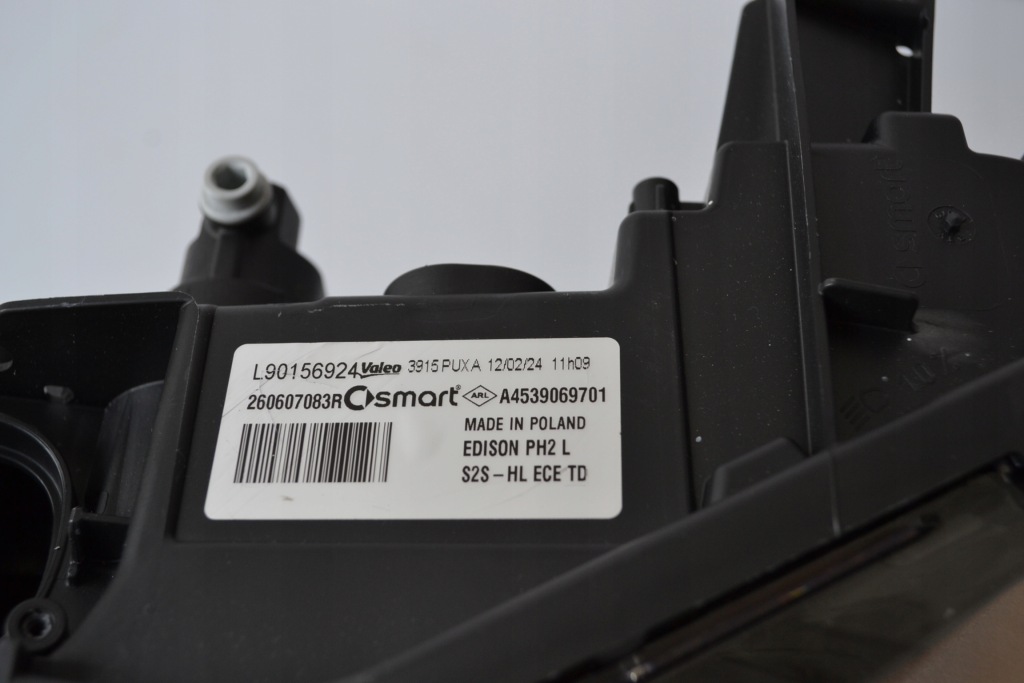 L90156924 Valeo 3915 PUXA 12/02/24 11h09
260607083R smart® ARL A4539069701
MADE IN POLAND
EDISON PH2 L
S2S-HL ECE TD